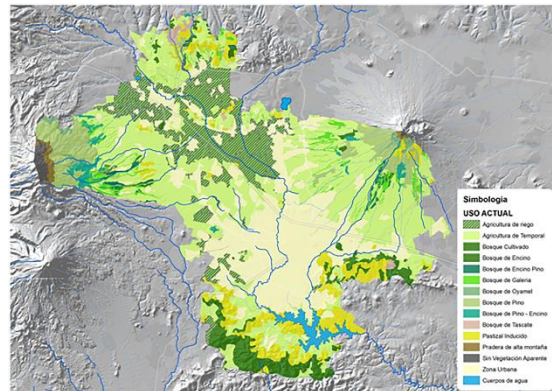 Simbologia
USO ACTUAL
Agricultura de riego
Agricultura de Temporal
Bosque Cultivado
Bosque de Encino
Bosque de Encino Pino
Bosque de Galeria
Bosque de Oyamel
Bosque de Pino
Bosque de Pino - Encino
Bosque de Tascate
Pastizal Inducido
Pradera de alta montaña
Sin Vegetación Aparente
Zona Urbana
Cuerpos de agua